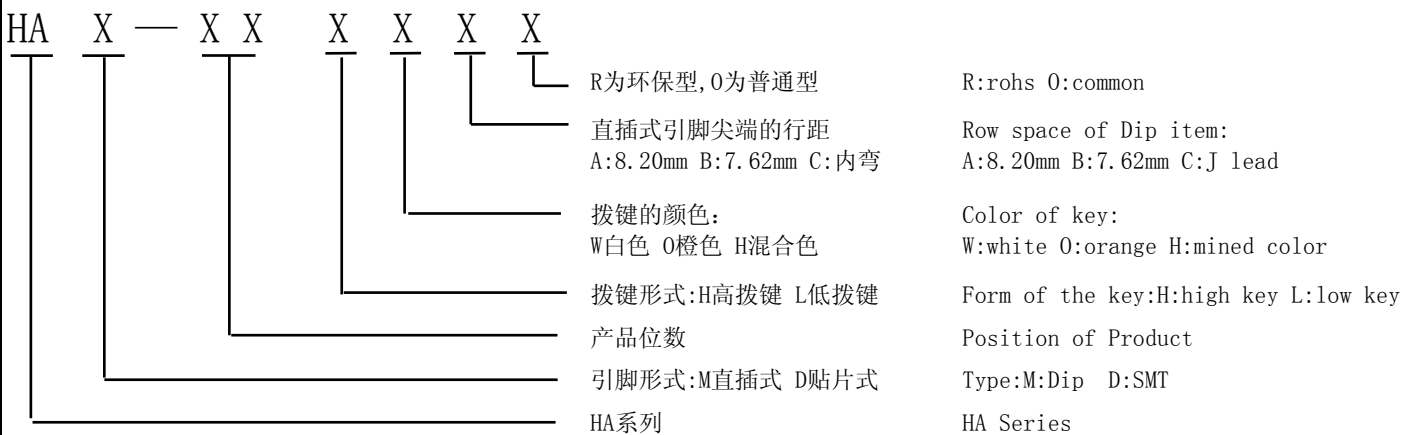 HA X — X X X X X X
R为环保型,O为普通型 R:rohs O:common
直插式引脚尖端的行距 Row space of Dip item:
A:8.20mm B:7.62mm C:内弯 A:8.20mm B:7.62mm C:J lead
拨键的颜色： Color of key:
W白色 O橙色 H混合色 W:white O:orange H:mined color
拨键形式:H高拨键 L低拨键 Form of the key:H:high key L:low key
产品位数 Position of Product
引脚形式:M直插式 D贴片式 Type:M:Dip D:SMT
HA系列 HA Series